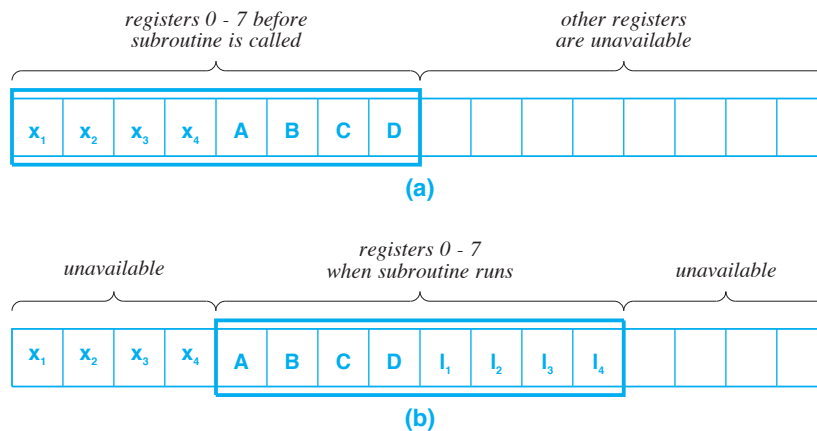 registers 0 - 7 before
subroutine is called
other registers
are unavailable
x₁ x₂ x₃ x₄ A B C D
(a)
registers 0 - 7
when subroutine runs
unavailable
unavailable
x₁ x₂ x₃ x₄ A B C D l₁ l₂ l₃ l₄
(b)